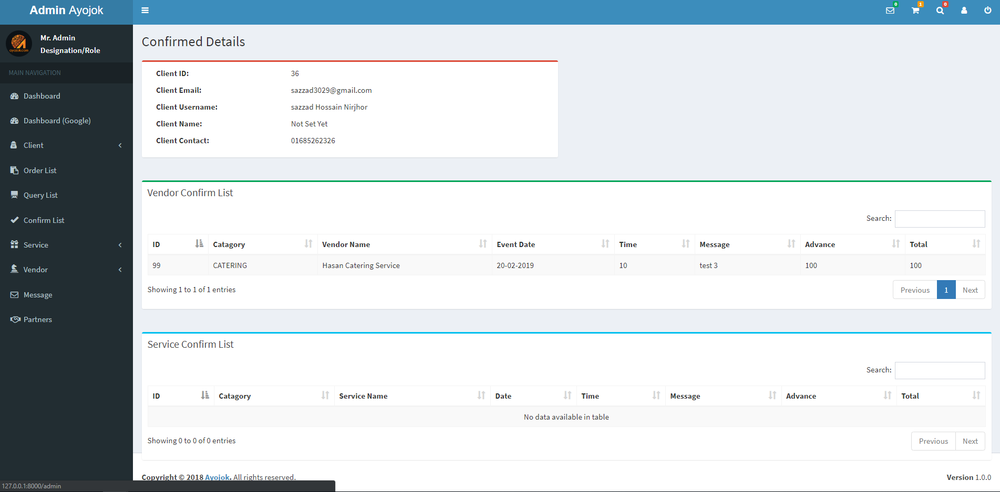 Admin Ayojok
0
1
0
ayojok.com
Mr. Admin
Designation/Role
MAIN NAVIGATION
Dashboard
Dashboard (Google)
Client
Order List
Query List
Confirm List
Service
Vendor
Message
Partners
Confirmed Details
Client ID: 36
Client Email: sazzad3029@gmail.com
Client Username: sazzad Hossain Nirjhor
Client Name: Not Set Yet
Client Contact: 01685262326
Vendor Confirm List
Search:
ID Catagory Vendor Name Event Date Time Message Advance Total
99 CATERING Hasan Catering Service 20-02-2019 10 test 3 100 100
Showing 1 to 1 of 1 entries
Previous 1 Next
Service Confirm List
Search:
ID Catagory Service Name Date Time Message Advance Total
No data available in table
Showing 0 to 0 of 0 entries
Previous Next
Copyright © 2018 Ayojok. All rights reserved.
Version 1.0.0
127.0.0.1:8000/admin